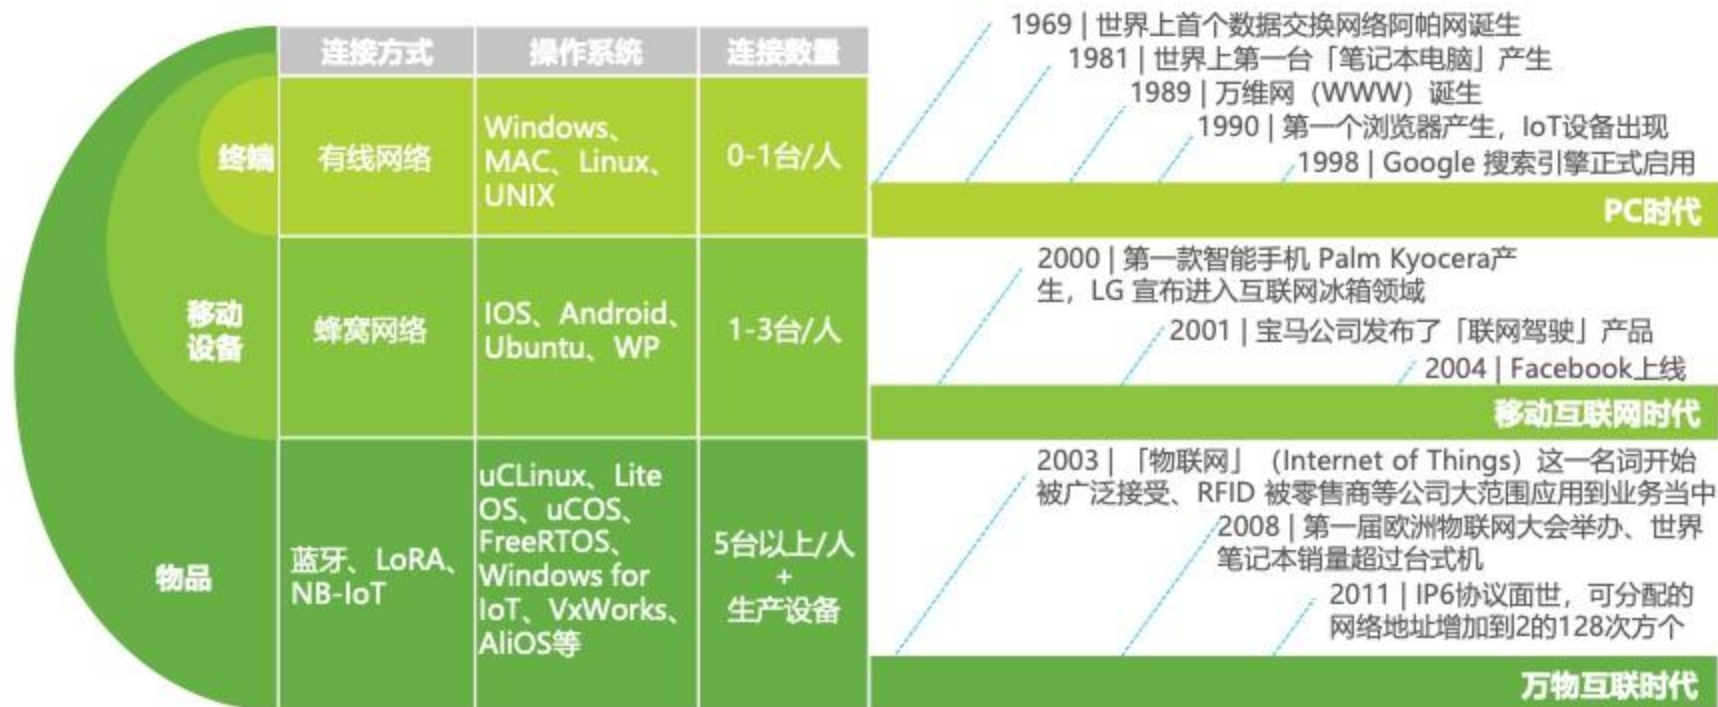 连接方式
操作系统
连接数量
终端
有线网络
Windows、
MAC、Linux、
UNIX
0-1台/人
1969 | 世界上首个数据交换网络阿帕网诞生
1981 | 世界上第一台「笔记本电脑」产生
1989 | 万维网（WWW）诞生
1990 | 第一个浏览器产生，IoT设备出现
1998 | Google 搜索引擎正式启用
PC时代
移动
设备
蜂窝网络
IOS、Android、
Ubuntu、WP
1-3台/人
2000 | 第一款智能手机 Palm Kyocera产
生，LG 宣布进入互联网冰箱领域
2001 | 宝马公司发布了「联网驾驶」产品
2004 | Facebook上线
移动互联网时代
物品
蓝牙、LoRA、
NB-IoT
uCLinux、Lite
OS、uCOS、
FreeRTOS、
Windows for
IoT、VxWorks、
AliOS等
5台以上/人
+
生产设备
2003 | 「物联网」（Internet of Things）这一名词开始
被广泛接受、RFID 被零售商等公司大范围应用到业务当中
2008 | 第一届欧洲物联网大会举办、世界
笔记本销量超过台式机
2011 | IP6协议面世，可分配的
网络地址增加到2的128次方个
万物互联时代